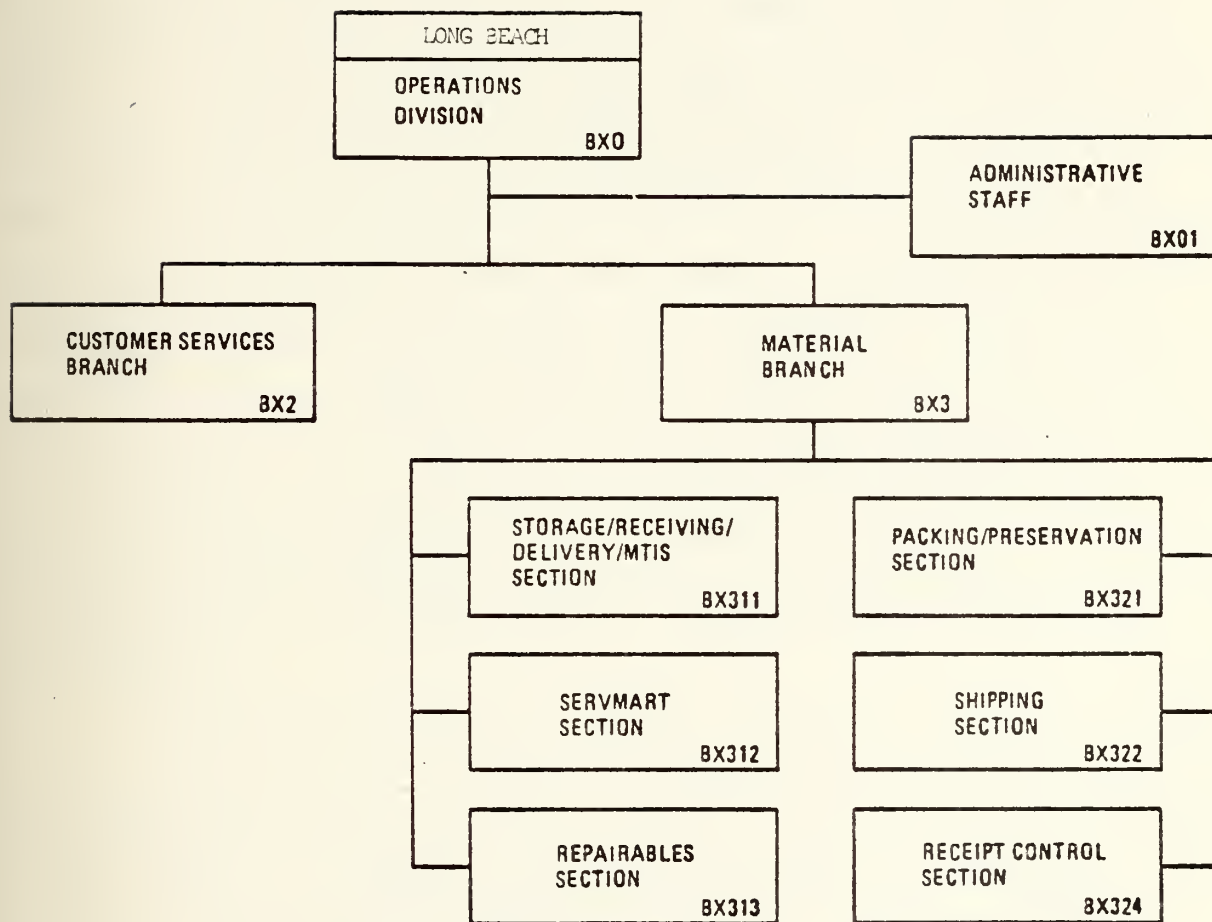 LONG BEACH
OPERATIONS
DIVISION
BX0
ADMINISTRATIVE
STAFF
BX01
CUSTOMER SERVICES
BRANCH
BX2
MATERIAL
BRANCH
BX3
STORAGE/RECEIVING/
DELIVERY/MTIS
SECTION
BX311
PACKING/PRESERVATION
SECTION
BX321
SERVMART
SECTION
BX312
SHIPPING
SECTION
BX322
REPAIRABLES
SECTION
BX313
RECEIPT CONTROL
SECTION
BX324